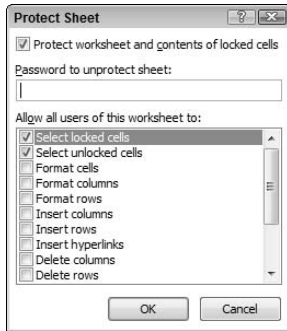 Protect Sheet
Protect worksheet and contents of locked cells
Password to unprotect sheet:
Allow all users of this worksheet to:
Select locked cells
Select unlocked cells
Format cells
Format columns
Format rows
Insert columns
Insert rows
Insert hyperlinks
Delete columns
Delete rows
OK Cancel